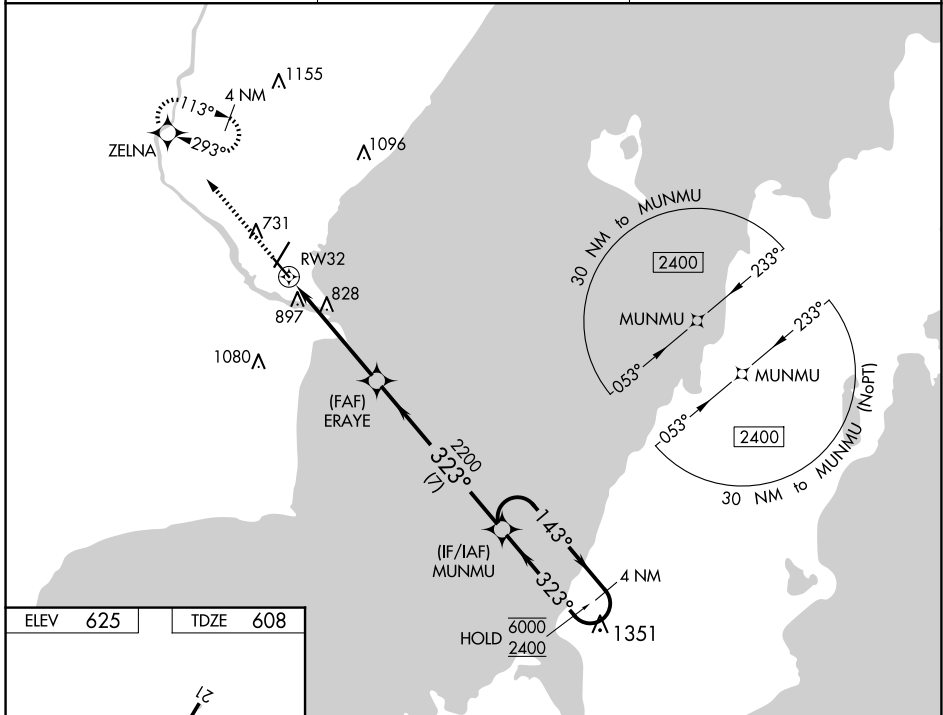 1155
4 NM
113°
293°
ZELNA
1096
731
RW32
828
897
1080
(FAF)
ERAYE
2200
323°
(7)
(IF/IAF)
MUNMU
143°
323°
4 NM
HOLD
6000
2400
1351
30 NM to MUNMU
2400
233°
MUNMU
053°
233°
MUNMU
053°
2400
30 NM to MUNMU (NoPT)
ELEV 625
TDZE 608
21